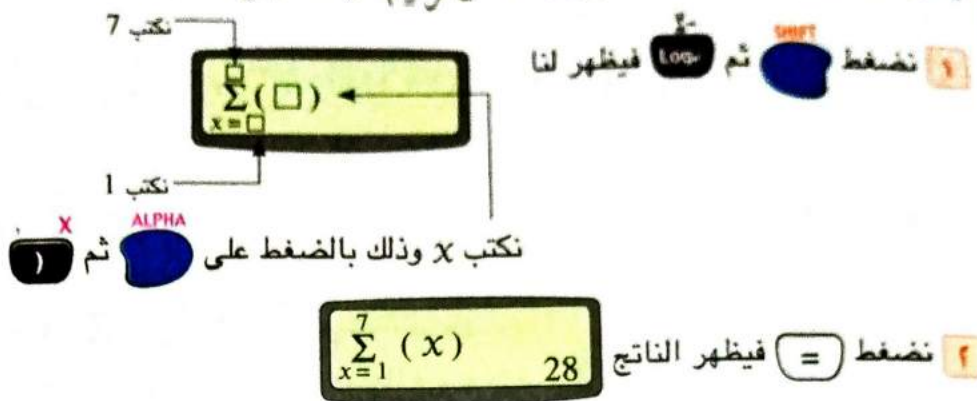 نكتب 7
١ نضغط SHIFT ثم Log فيظهر لنا
Σ(□)
x = □
نكتب 1
نكتب x وذلك بالضغط على ALPHA ثم ) X
٢ نضغط = فيظهر الناتج
7
Σ (x)
x = 1
28